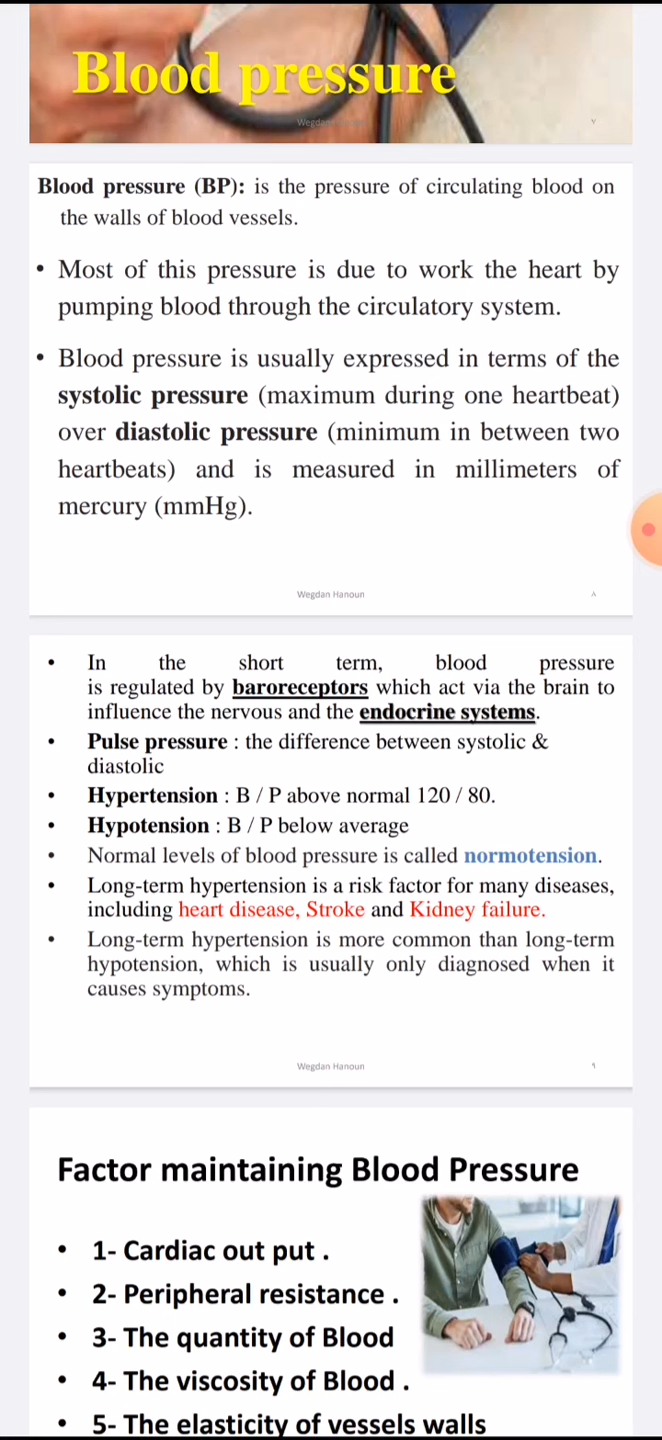 Blood pressure
٧
Blood pressure (BP): is the pressure of circulating blood on
the walls of blood vessels.
• Most of this pressure is due to work the heart by
pumping blood through the circulatory system.
• Blood pressure is usually expressed in terms of the
systolic pressure (maximum during one heartbeat)
over diastolic pressure (minimum in between two
heartbeats) and is measured in millimeters of
mercury (mmHg).
Wegdan Hanoun
٨
• In the short term, blood pressure
is regulated by baroreceptors which act via the brain to
influence the nervous and the endocrine systems.
• Pulse pressure : the difference between systolic &
diastolic
• Hypertension : B / P above normal 120 / 80.
• Hypotension : B / P below average
• Normal levels of blood pressure is called normotension.
• Long-term hypertension is a risk factor for many diseases,
including heart disease, Stroke and Kidney failure.
• Long-term hypertension is more common than long-term
hypotension, which is usually only diagnosed when it
causes symptoms.
Wegdan Hanoun
٩
Factor maintaining Blood Pressure
• 1- Cardiac out put .
• 2- Peripheral resistance .
• 3- The quantity of Blood
• 4- The viscosity of Blood .
• 5- The elasticity of vessels walls